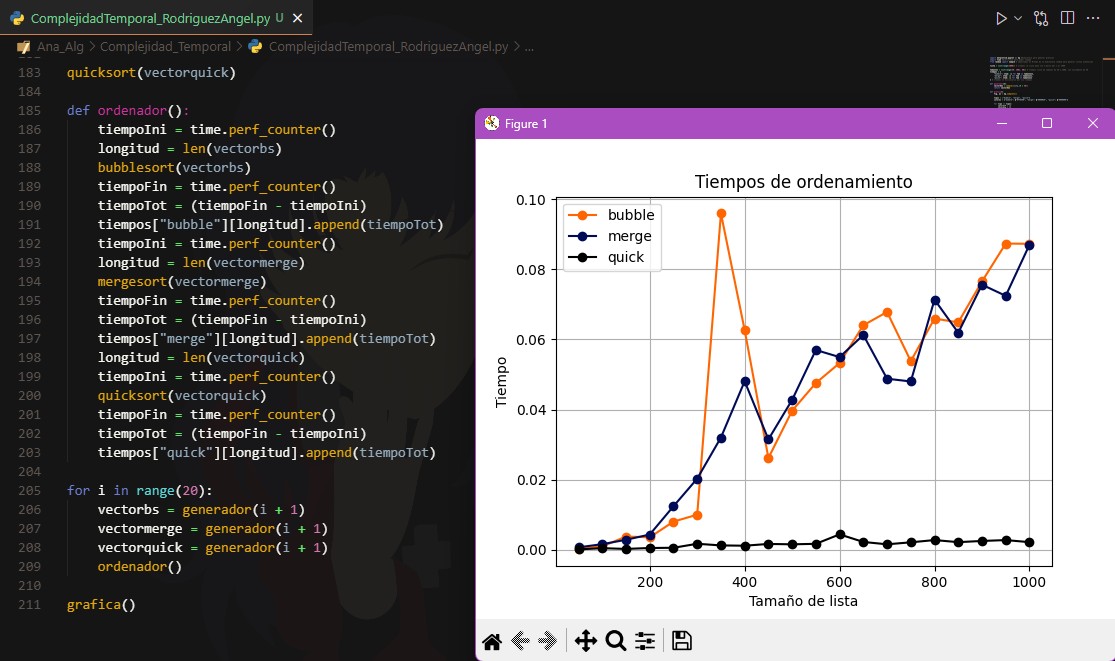 ComplejidadTemporal_RodriguezAngel.py U
Ana_Alg > Complejidad_Temporal > ComplejidadTemporal_RodriguezAngel.py > ...
183 quicksort(vectorquick)
184
185 def ordenador():
186 tiempoIni = time.perf_counter()
187 longitud = len(vectorbs)
188 bubblesort(vectorbs)
189 tiempoFin = time.perf_counter()
190 tiempoTot = (tiempoFin - tiempoIni)
191 tiempos["bubble"][longitud].append(tiempoTot)
192 tiempoIni = time.perf_counter()
193 longitud = len(vectormerge)
194 mergesort(vectormerge)
195 tiempoFin = time.perf_counter()
196 tiempoTot = (tiempoFin - tiempoIni)
197 tiempos["merge"][longitud].append(tiempoTot)
198 longitud = len(vectorquick)
199 tiempoIni = time.perf_counter()
200 quicksort(vectorquick)
201 tiempoFin = time.perf_counter()
202 tiempoTot = (tiempoFin - tiempoIni)
203 tiempos["quick"][longitud].append(tiempoTot)
204
205 for i in range(20):
206 vectorbs = generador(i + 1)
207 vectormerge = generador(i + 1)
208 vectorquick = generador(i + 1)
209 ordenador()
210
211 grafica()
Figure 1
Tiempos de ordenamiento
bubble
merge
quick
0.10
0.08
0.06
0.04
0.02
0.00
Tiempo
200 400 600 800 1000
Tamaño de lista